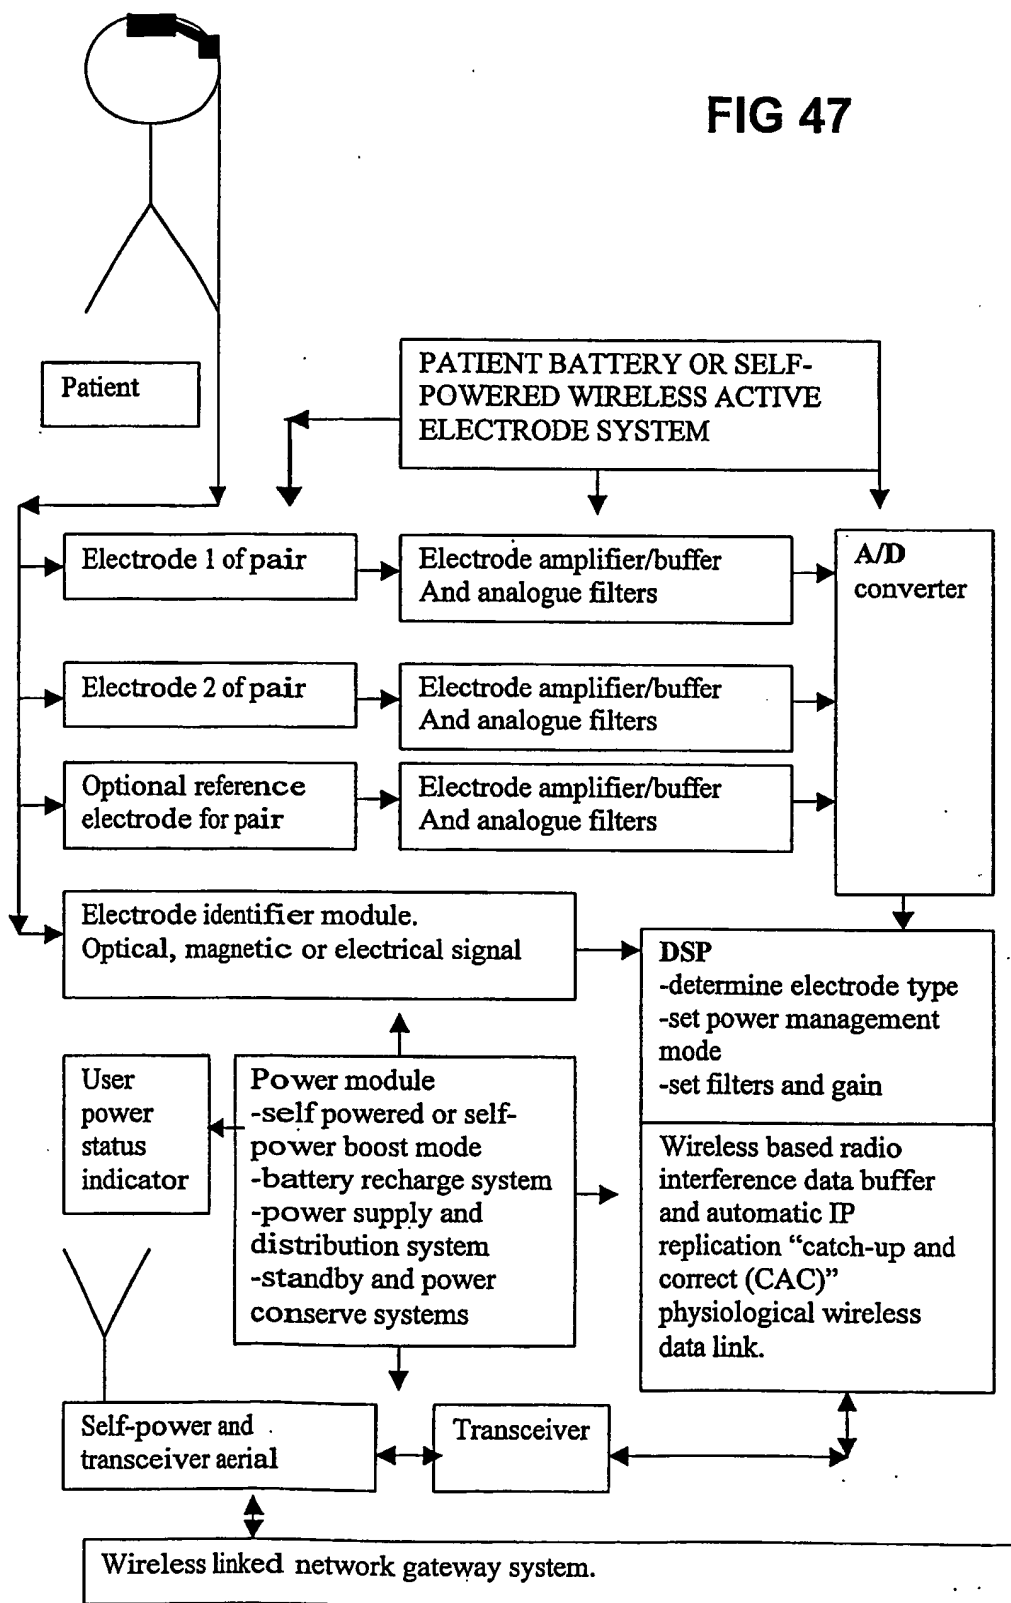 FIG 47
Patient
PATIENT BATTERY OR SELF-
POWERED WIRELESS ACTIVE
ELECTRODE SYSTEM
Electrode 1 of pair
Electrode amplifier/buffer
And analogue filters
A/D
converter
Electrode 2 of pair
Electrode amplifier/buffer
And analogue filters
Optional reference
electrode for pair
Electrode amplifier/buffer
And analogue filters
Electrode identifier module.
Optical, magnetic or electrical signal
DSP
-determine electrode type
-set power management
mode
-set filters and gain
User
power
status
indicator
Power module
-self powered or self-
power boost mode
-battery recharge system
-power supply and
distribution system
-standby and power
conserve systems
Wireless based radio
interference data buffer
and automatic IP
replication “catch-up and
correct (CAC)”
physiological wireless
data link.
Self-power and
transceiver aerial
Transceiver
Wireless linked network gateway system.